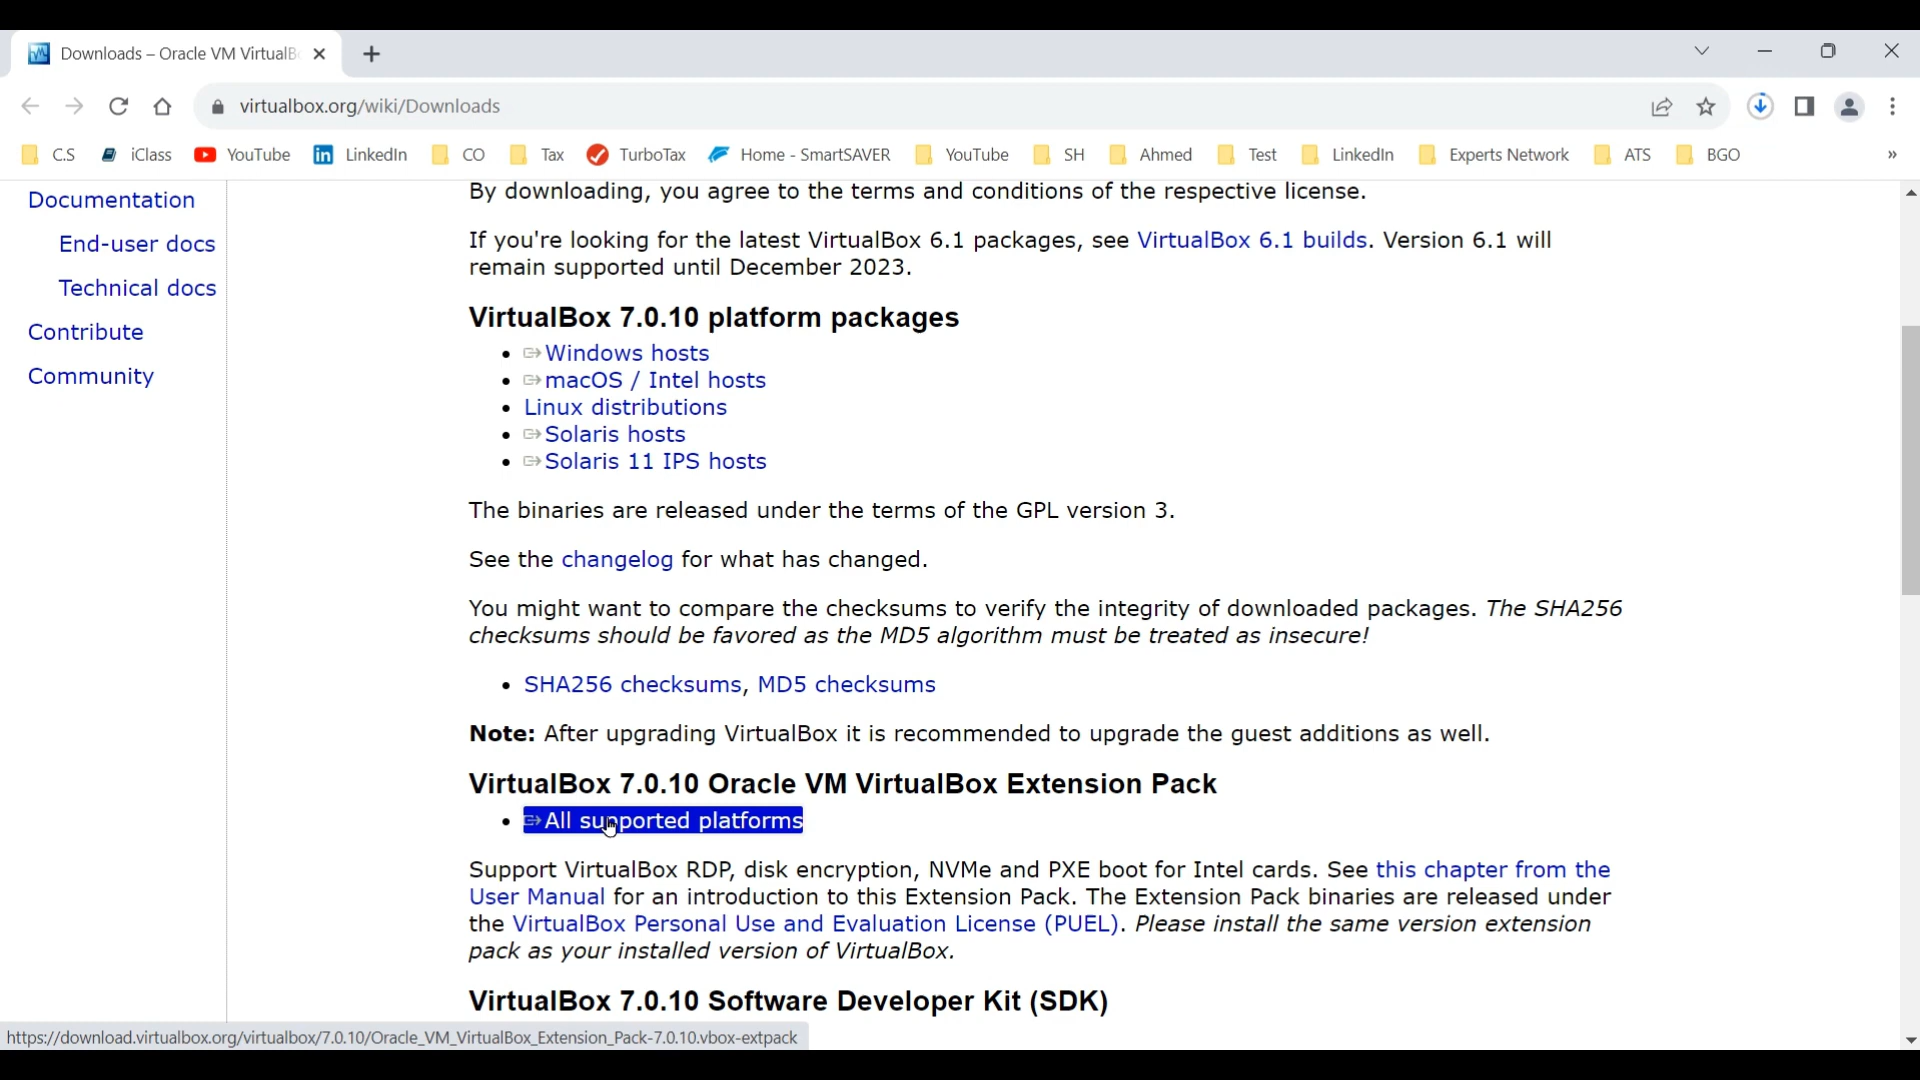 Downloads – Oracle VM VirtualB
virtualbox.org/wiki/Downloads
C.S iClass YouTube LinkedIn CO Tax TurboTax Home - SmartSAVER YouTube SH Ahmed Test LinkedIn Experts Network ATS BGO »
Documentation
End-user docs
Technical docs
Contribute
Community
By downloading, you agree to the terms and conditions of the respective license.
If you're looking for the latest VirtualBox 6.1 packages, see VirtualBox 6.1 builds. Version 6.1 will
remain supported until December 2023.
VirtualBox 7.0.10 platform packages
• Windows hosts
• macOS / Intel hosts
• Linux distributions
• Solaris hosts
• Solaris 11 IPS hosts
The binaries are released under the terms of the GPL version 3.
See the changelog for what has changed.
You might want to compare the checksums to verify the integrity of downloaded packages. The SHA256
checksums should be favored as the MD5 algorithm must be treated as insecure!
• SHA256 checksums, MD5 checksums
Note: After upgrading VirtualBox it is recommended to upgrade the guest additions as well.
VirtualBox 7.0.10 Oracle VM VirtualBox Extension Pack
• All supported platforms
Support VirtualBox RDP, disk encryption, NVMe and PXE boot for Intel cards. See this chapter from the
User Manual for an introduction to this Extension Pack. The Extension Pack binaries are released under
the VirtualBox Personal Use and Evaluation License (PUEL). Please install the same version extension
pack as your installed version of VirtualBox.
VirtualBox 7.0.10 Software Developer Kit (SDK)
https://download.virtualbox.org/virtualbox/7.0.10/Oracle_VM_VirtualBox_Extension_Pack-7.0.10.vbox-extpack